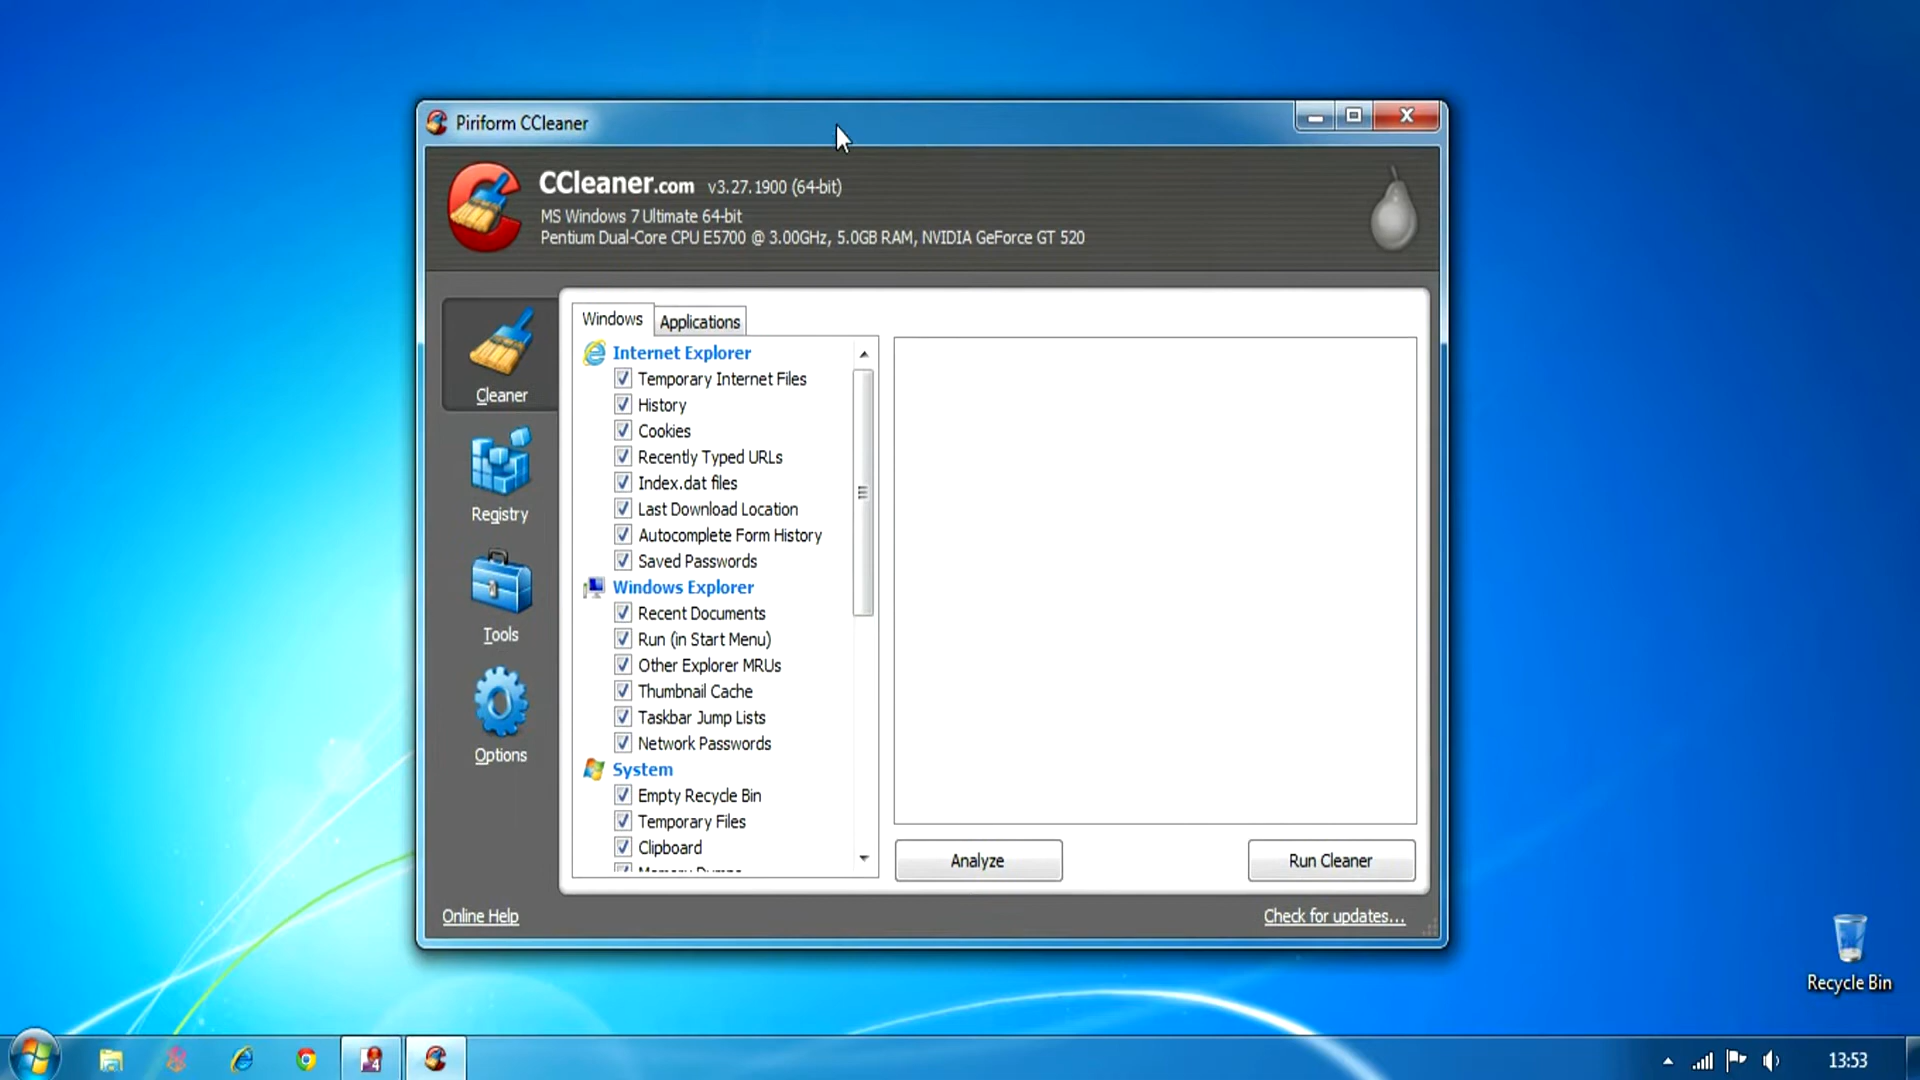 Piriform CCleaner
CCleaner.com v3.27.1900 (64-bit)
MS Windows 7 Ultimate 64-bit
Pentium Dual-Core CPU E5700 @ 3.00GHz, 5.0GB RAM, NVIDIA GeForce GT 520
Cleaner
Registry
Tools
Options
Windows
Applications
Internet Explorer
Temporary Internet Files
History
Cookies
Recently Typed URLs
Index.dat files
Last Download Location
Autocomplete Form History
Saved Passwords
Windows Explorer
Recent Documents
Run (in Start Menu)
Other Explorer MRUs
Thumbnail Cache
Taskbar Jump Lists
Network Passwords
System
Empty Recycle Bin
Temporary Files
Clipboard
Analyze
Run Cleaner
Online Help
Check for updates...
Recycle Bin
4
13:53